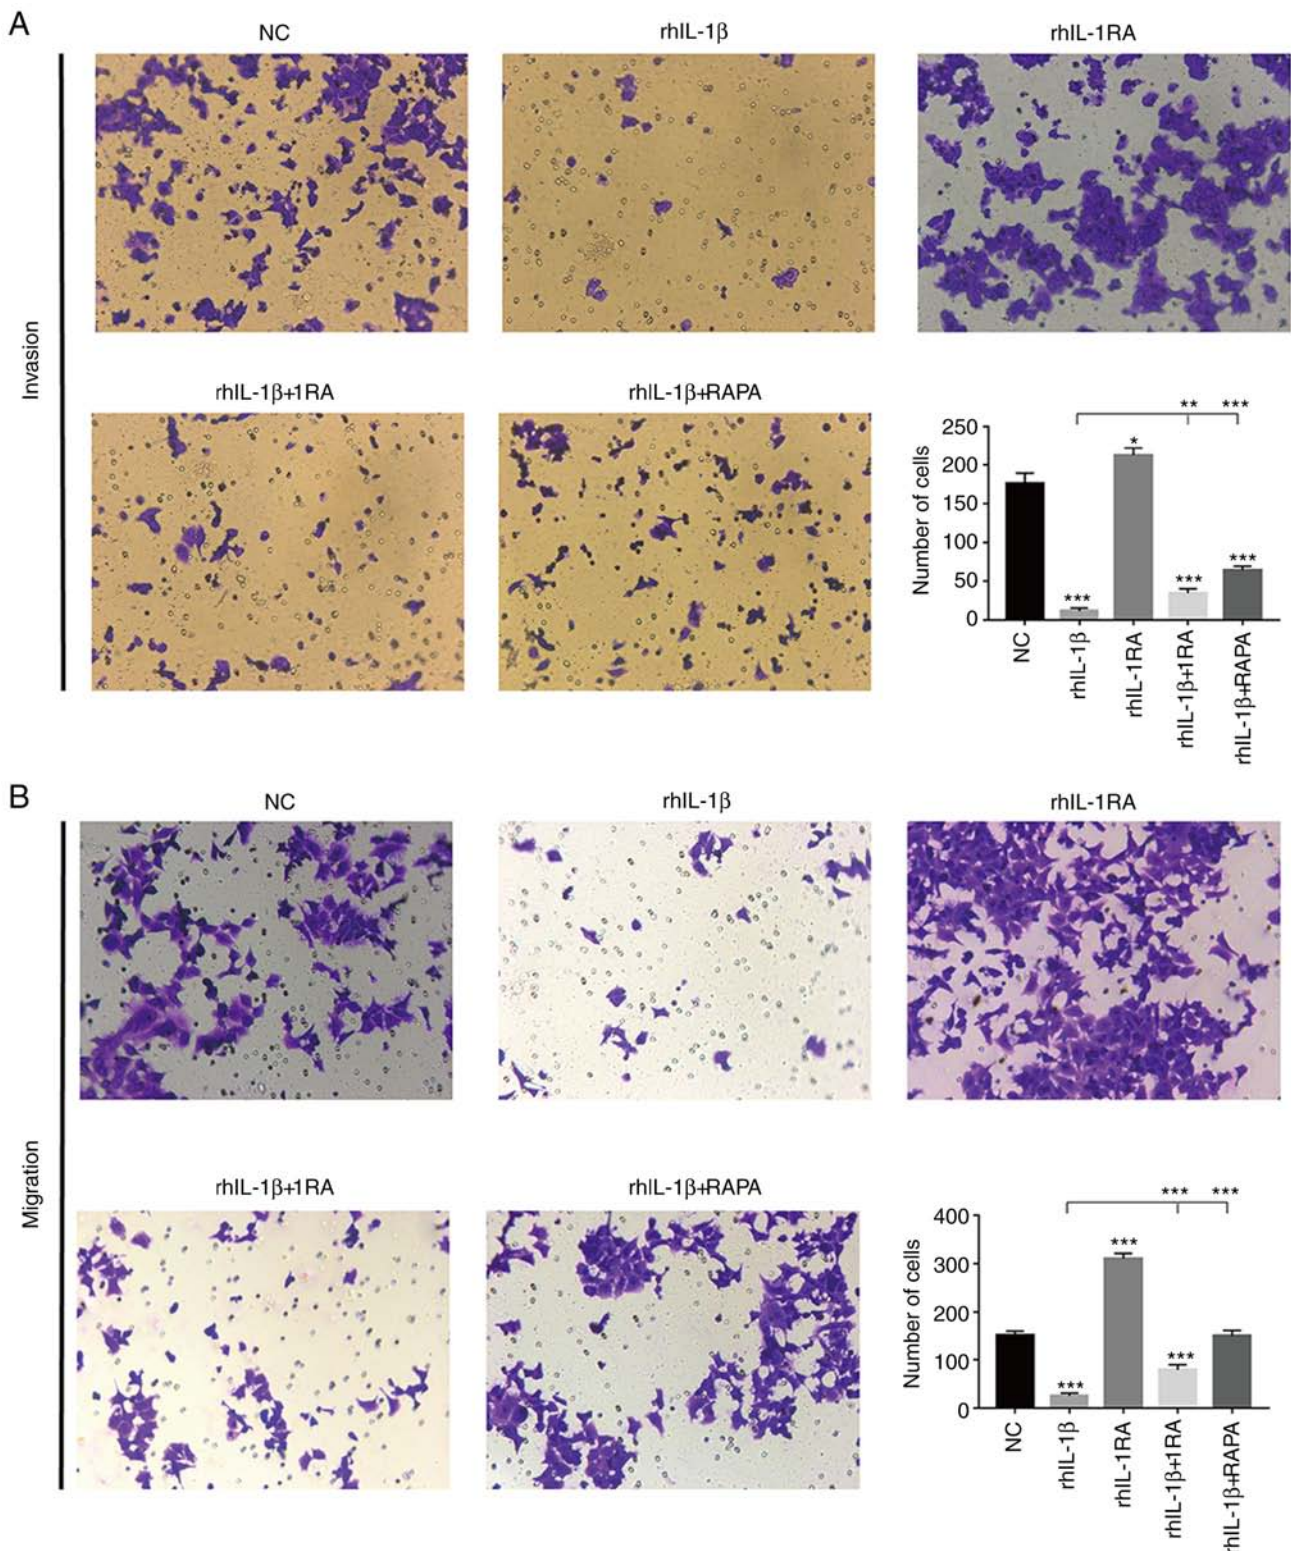 A
NC
rhIL-1β
rhIL-1RA
Invasion
rhIL-1β+1RA
rhIL-1β+RAPA
Number of cells
250
200
150
100
50
0
***
*
***
***
**
***
NC
rhIL-1β
rhIL-1RA
rhIL-1β+1RA
rhIL-1β+RAPA
B
NC
rhIL-1β
rhIL-1RA
Migration
rhIL-1β+1RA
rhIL-1β+RAPA
Number of cells
400
300
200
100
0
***
***
***
***
***
NC
rhIL-1β
rhIL-1RA
rhIL-1β+1RA
rhIL-1β+RAPA